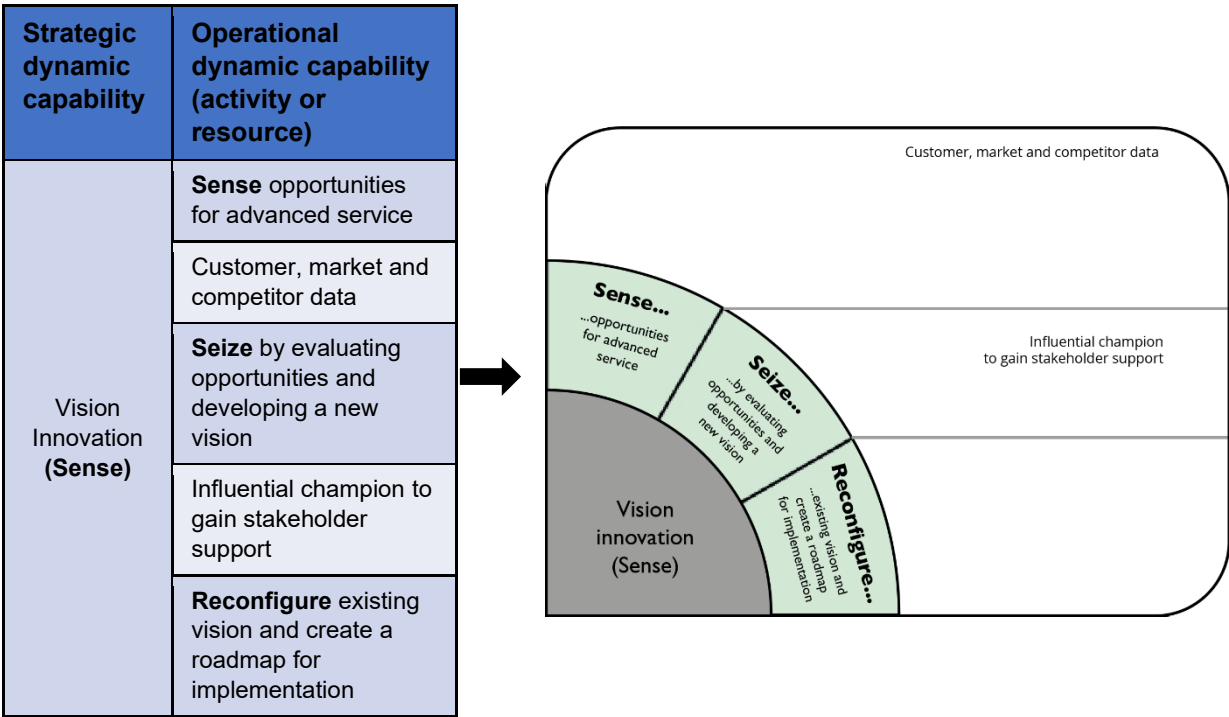 Strategic
dynamic
capability
Operational
dynamic capability
(activity or
resource)
Vision
Innovation
(Sense)
Sense opportunities
for advanced service
Customer, market and
competitor data
Seize by evaluating
opportunities and
developing a new
vision
Influential champion to
gain stakeholder
support
Reconfigure existing
vision and create a
roadmap for
implementation
Customer, market and competitor data
Influential champion
to gain stakeholder support
Sense...
...opportunities
for advanced
service
Seize...
...by evaluating
opportunities and
developing a
new vision
Reconfigure...
...existing vision and
create a roadmap
for implementation
Vision
innovation
(Sense)